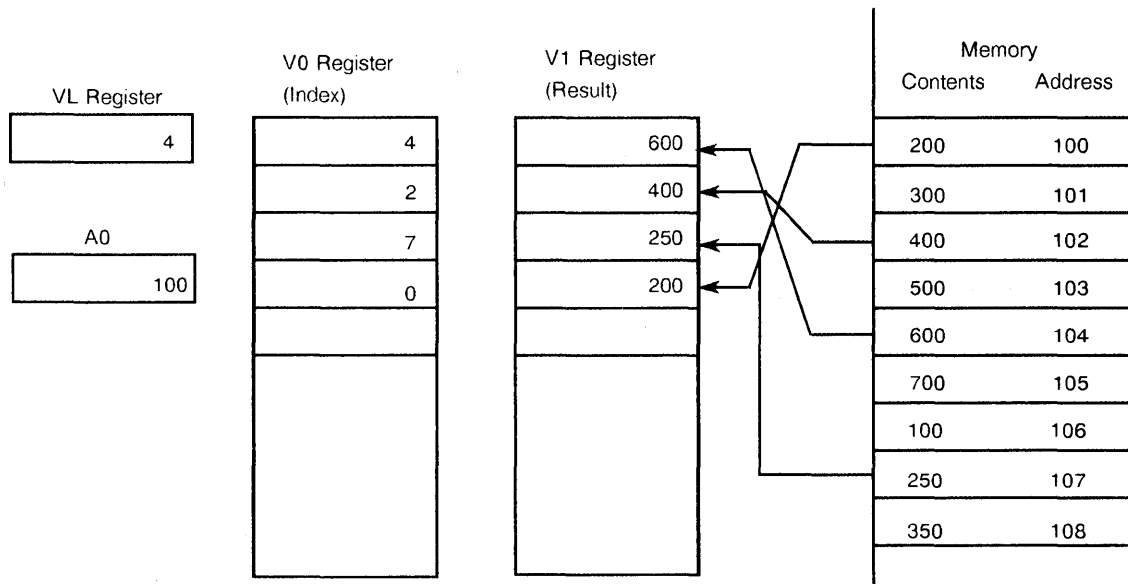 VL Register
4
A0
100
V0 Register
(Index)
4
2
7
0
V1 Register
(Result)
600
400
250
200
Memory
Contents Address
200 100
300 101
400 102
500 103
600 104
700 105
100 106
250 107
350 108